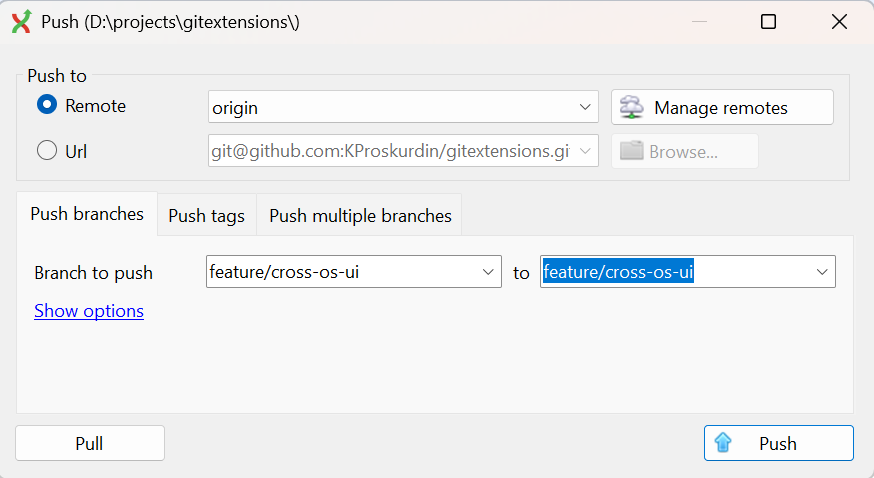 Push (D:\projects\gitextensions\)
Push to
Remote origin Manage remotes
Url git@github.com:KProskurdin/gitextensions.gi Browse...
Push branches Push tags Push multiple branches
Branch to push feature/cross-os-ui to feature/cross-os-ui
Show options
Pull Push